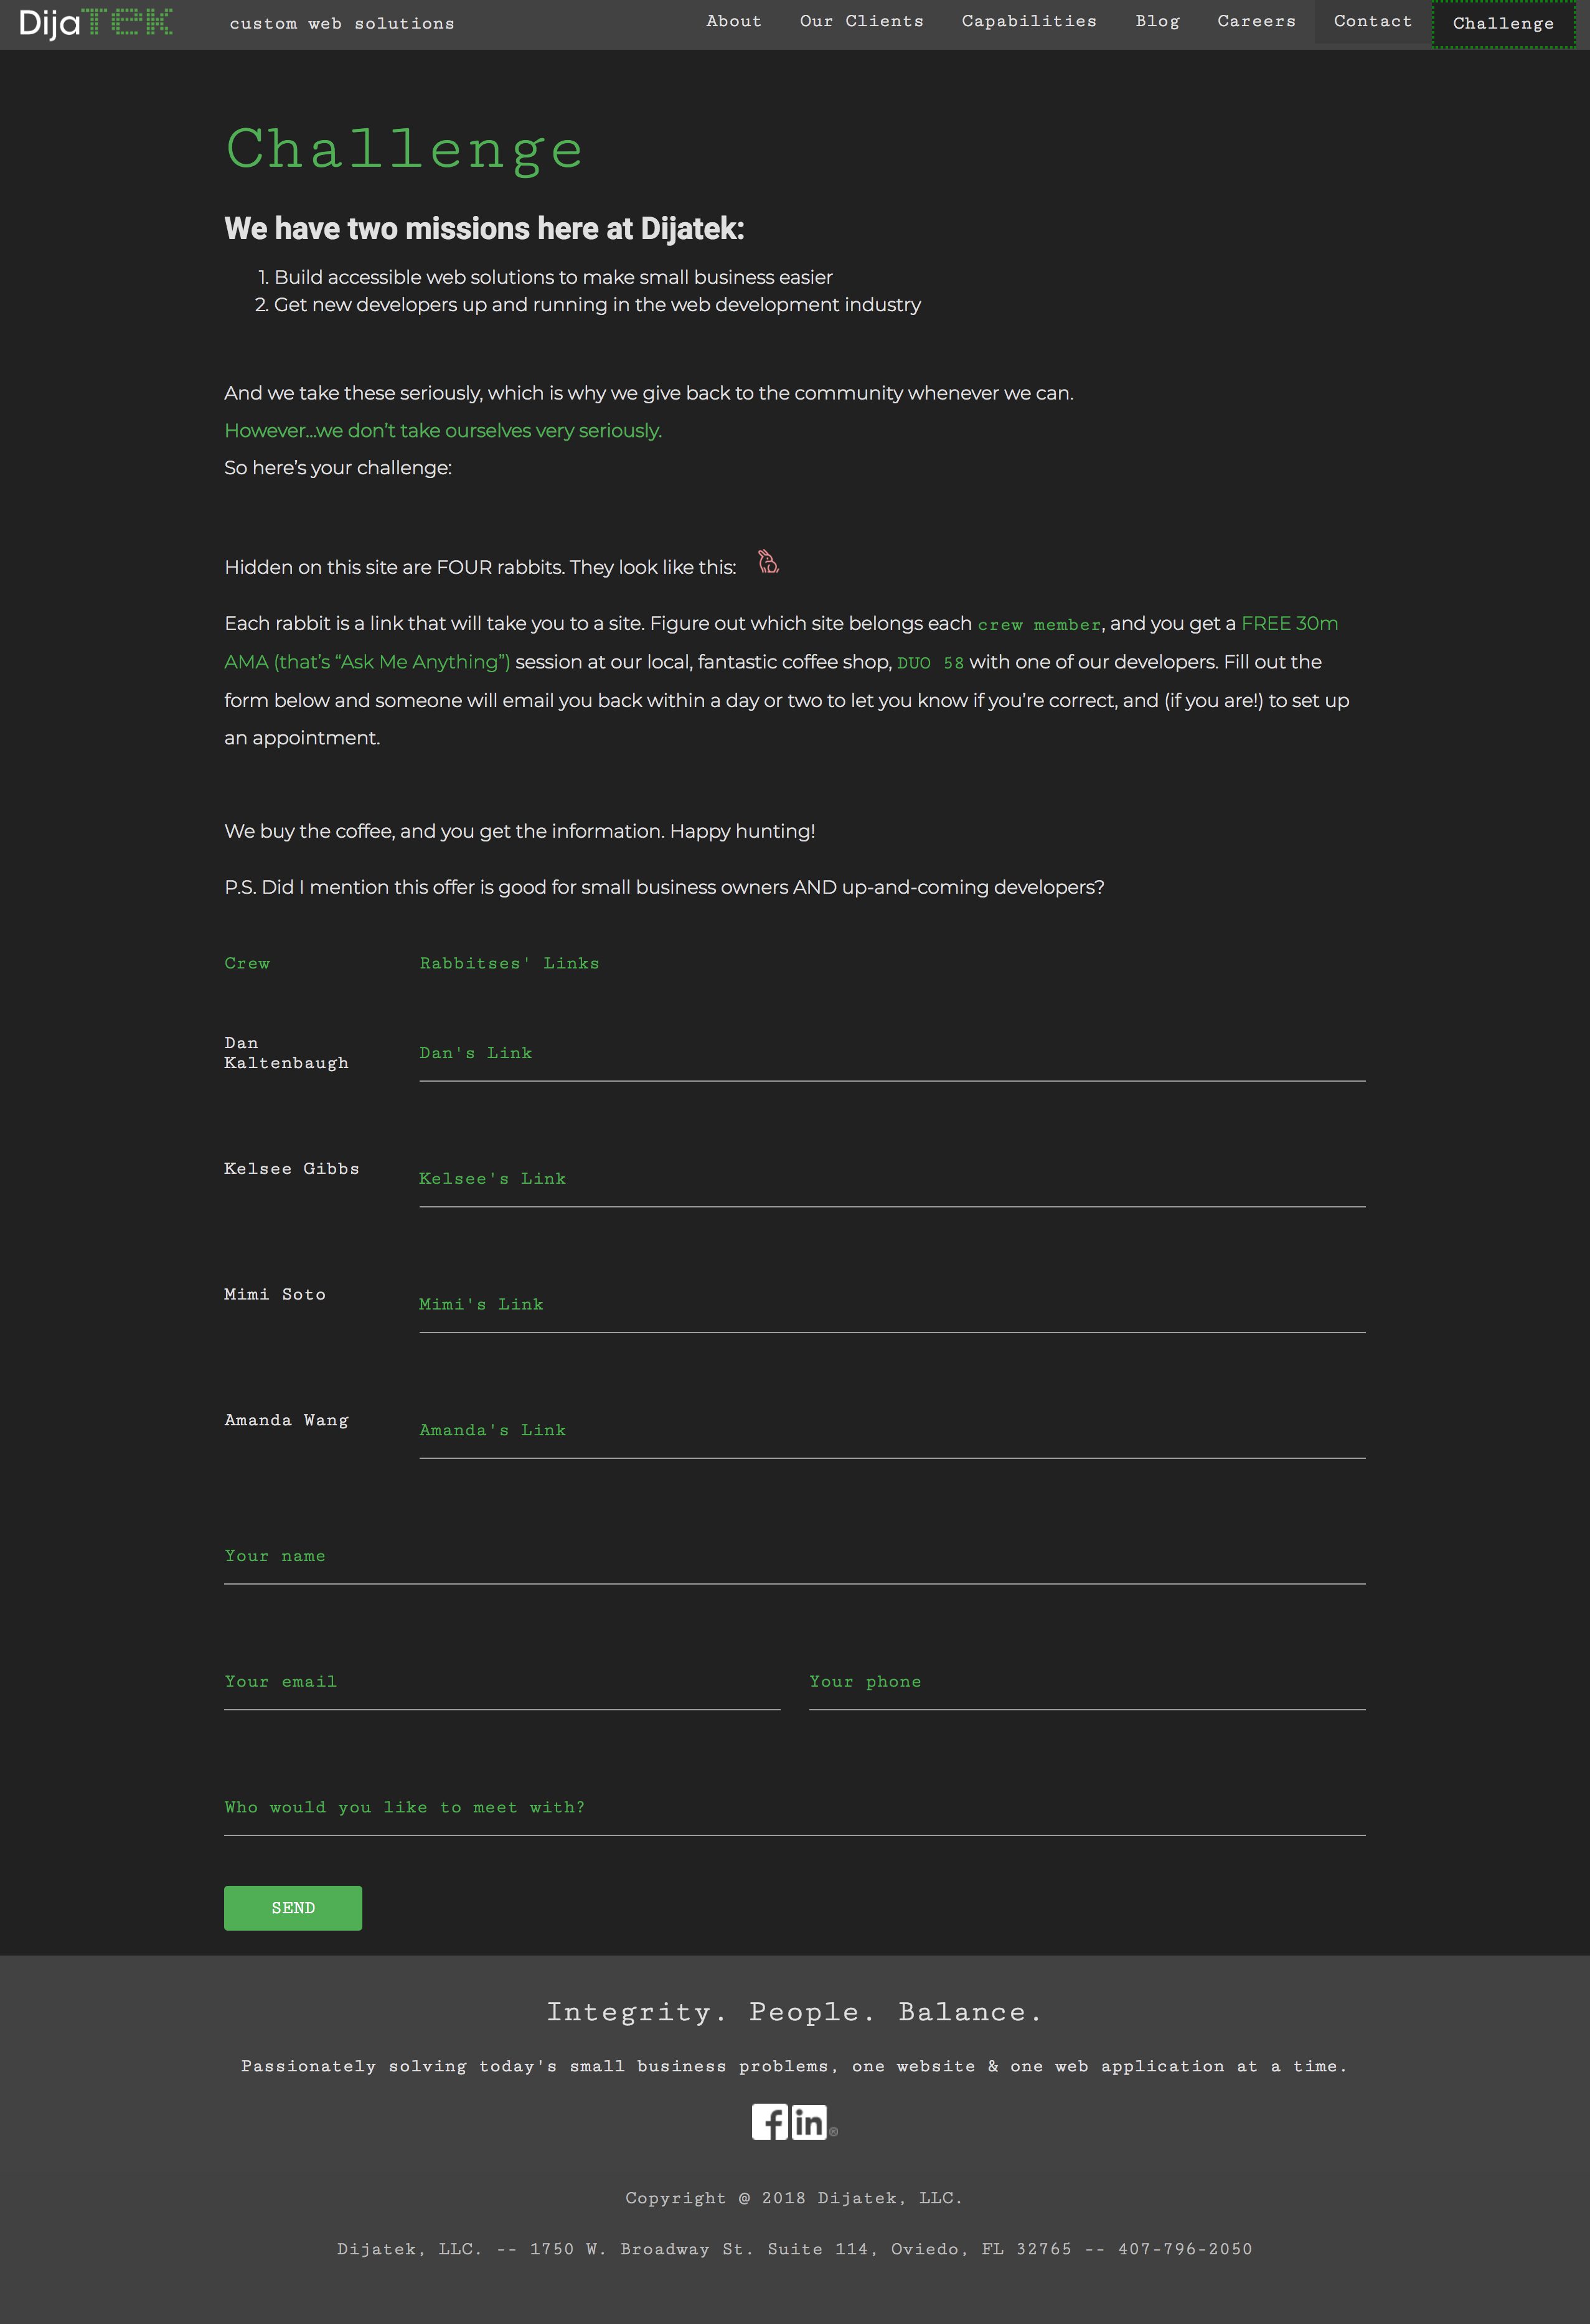 DijaTEK
custom web solutions
About Our Clients Capabilities Blog Careers Contact Challenge
Challenge
We have two missions here at Dijatek:
1. Build accessible web solutions to make small business easier
2. Get new developers up and running in the web development industry
And we take these seriously, which is why we give back to the community whenever we can.
However...we don’t take ourselves very seriously.
So here’s your challenge:
Hidden on this site are FOUR rabbits. They look like this:
Each rabbit is a link that will take you to a site. Figure out which site belongs each crew member, and you get a FREE 30m
AMA (that’s “Ask Me Anything”) session at our local, fantastic coffee shop, DUO 58 with one of our developers. Fill out the
form below and someone will email you back within a day or two to let you know if you’re correct, and (if you are!) to set up
an appointment.
We buy the coffee, and you get the information. Happy hunting!
P.S. Did I mention this offer is good for small business owners AND up-and-coming developers?
Crew Rabbitses' Links
Dan
Kaltenbaugh
Dan's Link
Kelsee Gibbs
Kelsee's Link
Mimi Soto
Mimi's Link
Amanda Wang
Amanda's Link
Your name
Your email Your phone
Who would you like to meet with?
SEND
Integrity. People. Balance.
Passionately solving today's small business problems, one website & one web application at a time.
f in ®
Copyright @ 2018 Dijatek, LLC.
Dijatek, LLC. -- 1750 W. Broadway St. Suite 114, Oviedo, FL 32765 -- 407-796-2050